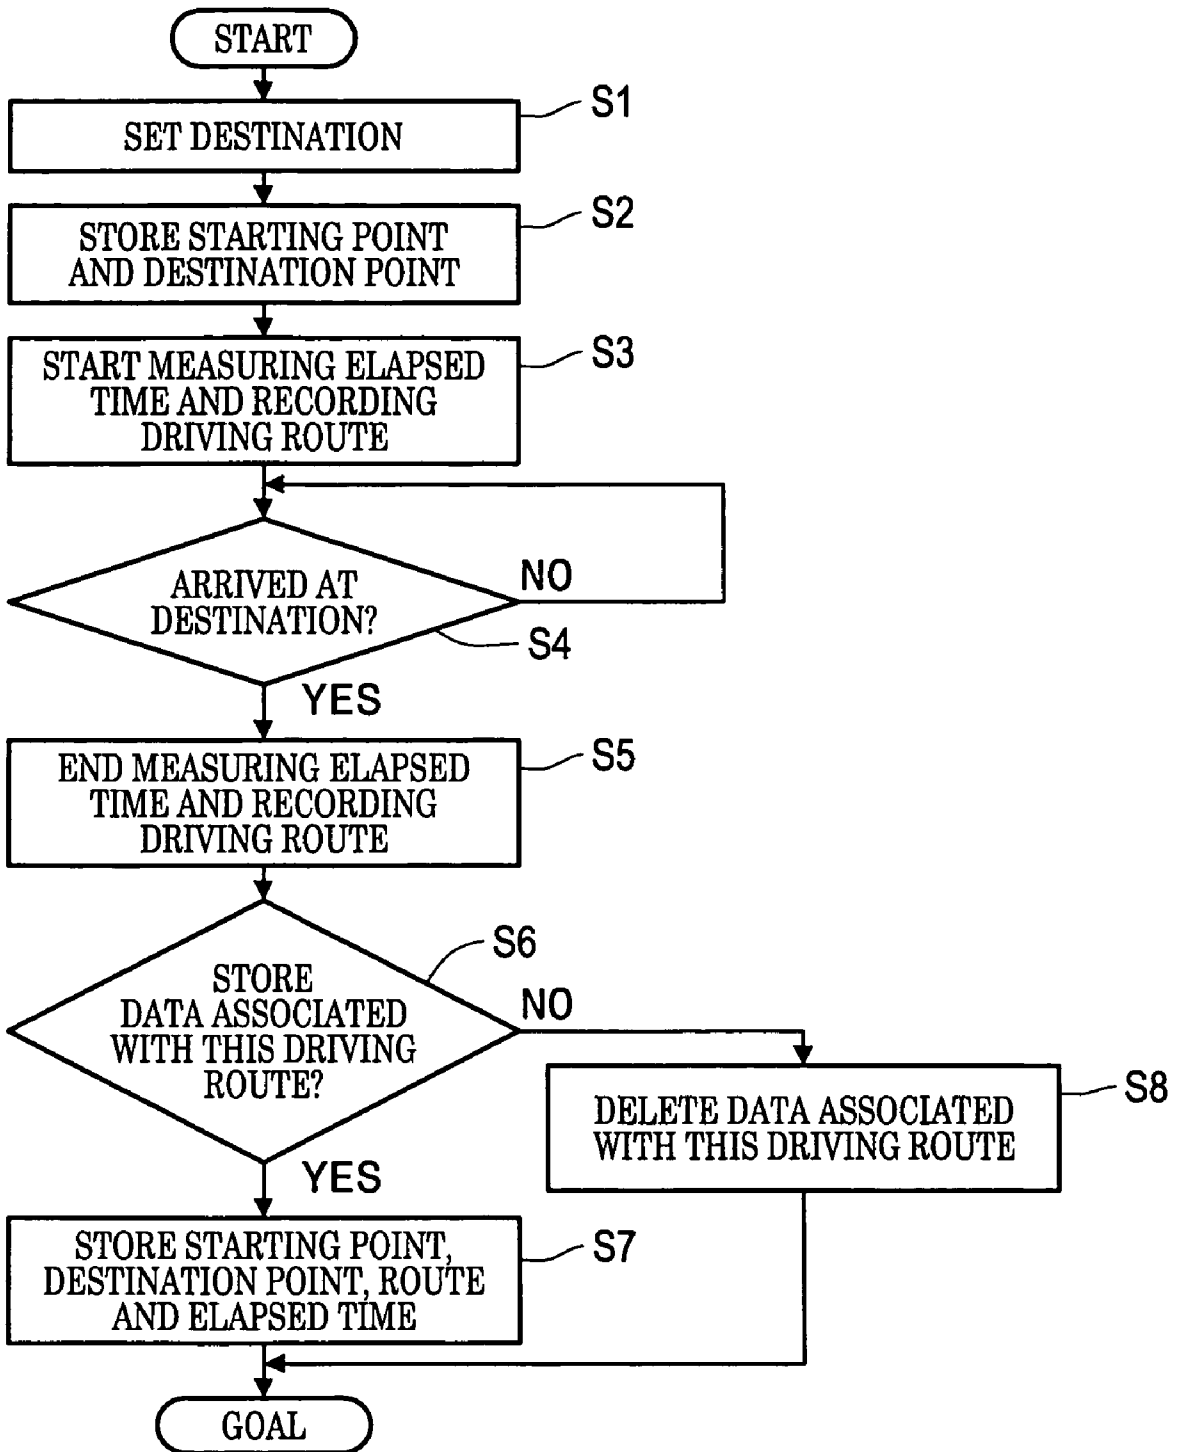 START
S1
SET DESTINATION
S2
STORE STARTING POINT
AND DESTINATION POINT
S3
START MEASURING ELAPSED
TIME AND RECORDING
DRIVING ROUTE
ARRIVED AT
DESTINATION?
NO
S4
YES
S5
END MEASURING ELAPSED
TIME AND RECORDING
DRIVING ROUTE
S6
STORE
DATA ASSOCIATED
WITH THIS DRIVING
ROUTE?
NO
S8
DELETE DATA ASSOCIATED
WITH THIS DRIVING ROUTE
YES
S7
STORE STARTING POINT,
DESTINATION POINT, ROUTE
AND ELAPSED TIME
GOAL